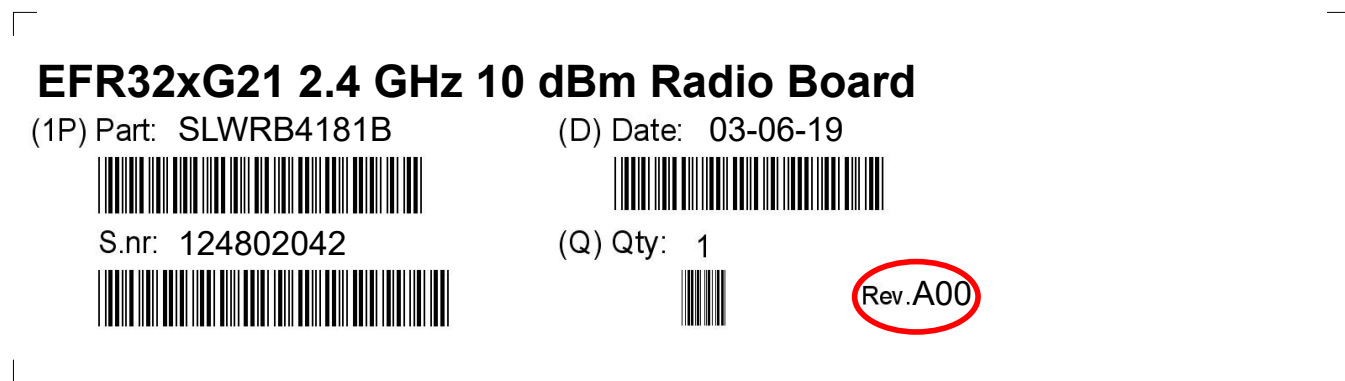 EFR32xG21 2.4 GHz 10 dBm Radio Board
(1P) Part: SLWRB4181B
(D) Date: 03-06-19
S.nr: 124802042
(Q) Qty: 1
Rev.A00